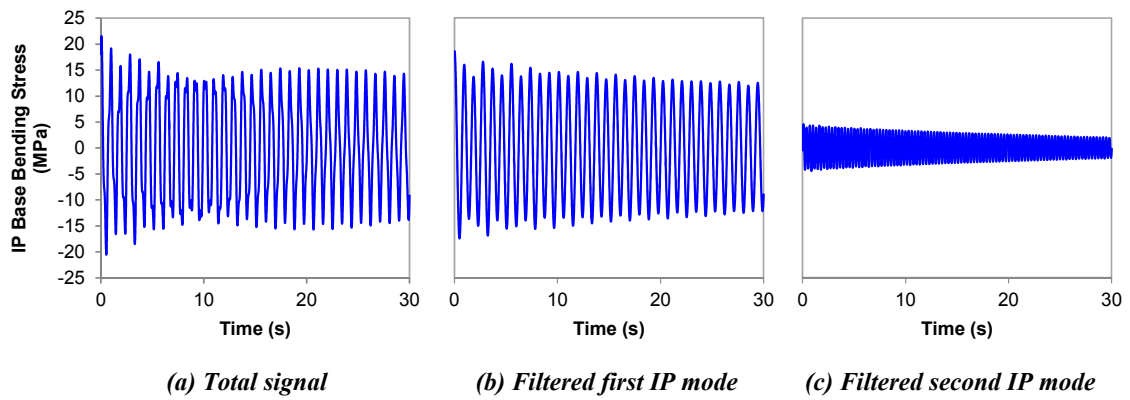 IP Base Bending Stress
(MPa)
25
20
15
10
5
0
-5
-10
-15
-20
-25
0 10 20 30
0 10 20 30
0 10 20 30
Time (s)
Time (s)
Time (s)
(a) Total signal
(b) Filtered first IP mode
(c) Filtered second IP mode